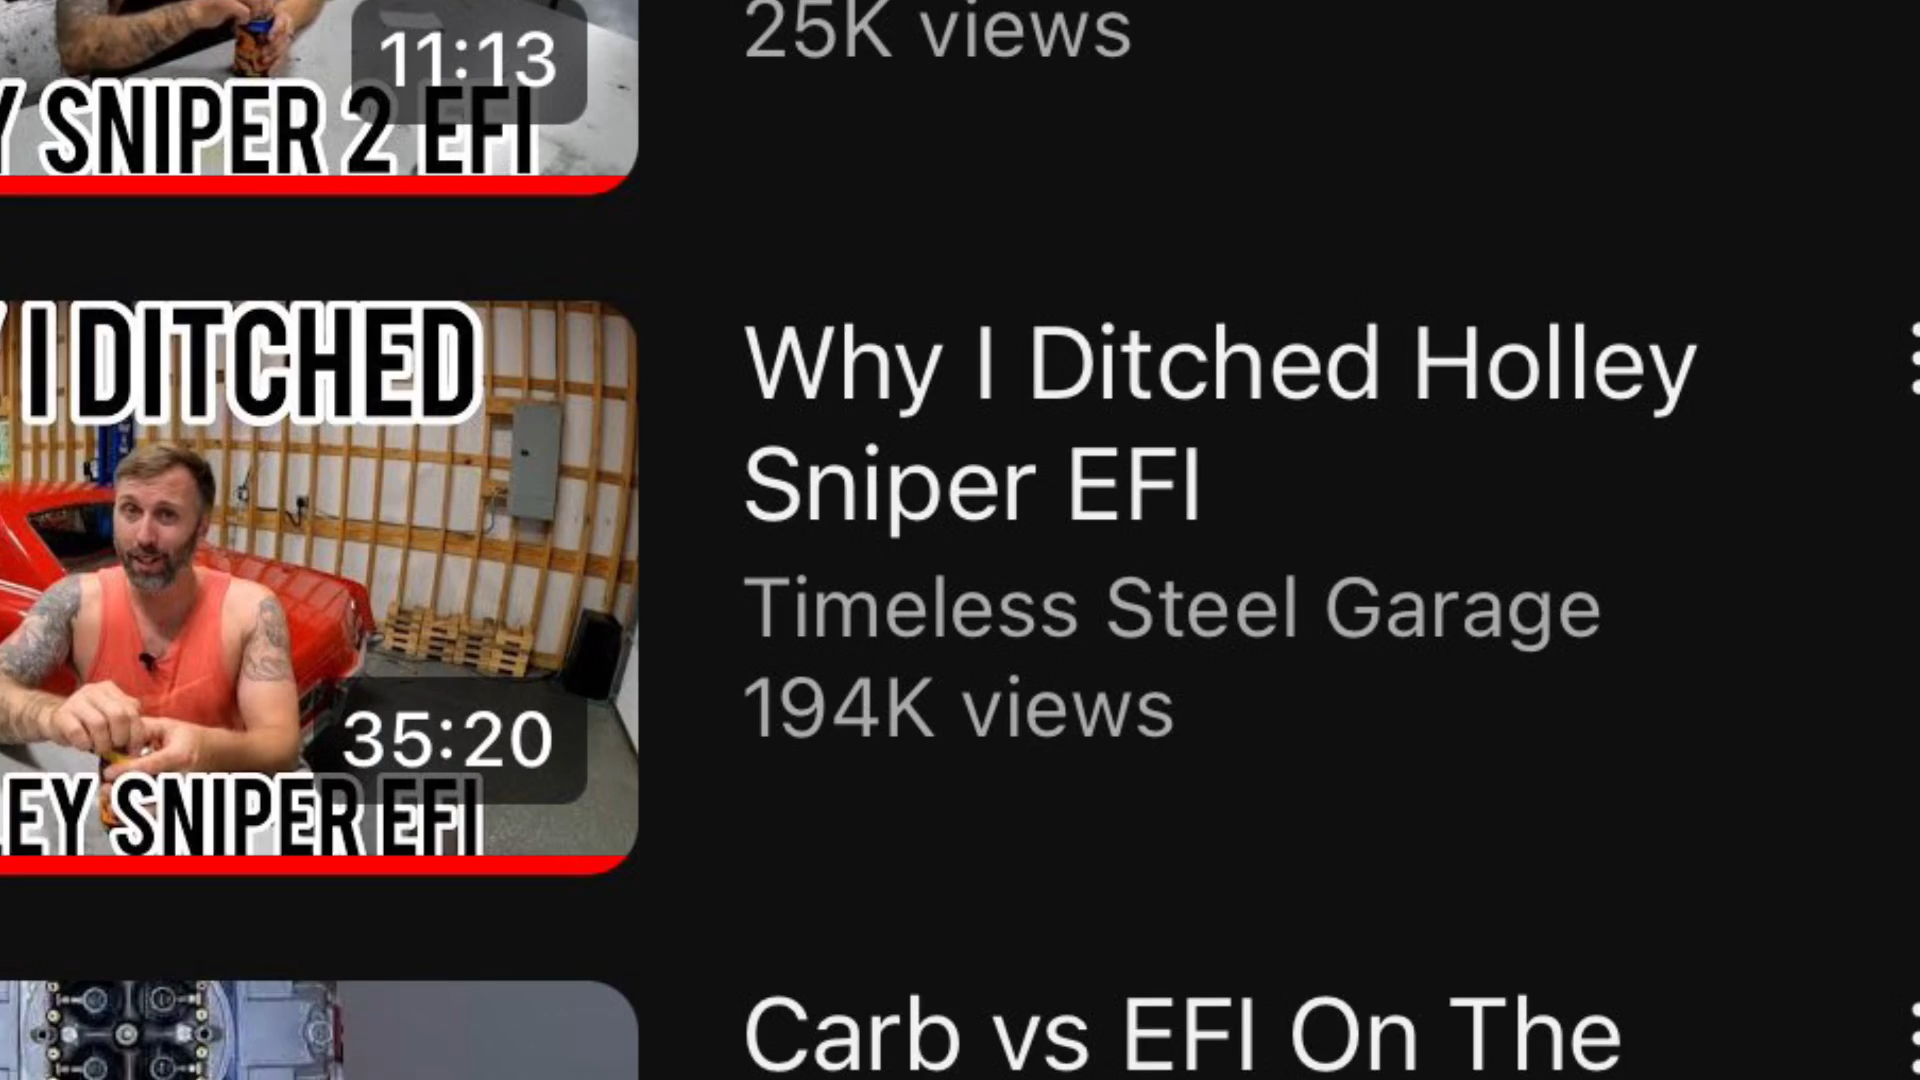 25K views
11:13
Y SNIPER 2 EFI
I DITCHED
35:20
EY SNIPER EFI
Why I Ditched Holley
Sniper EFI
Timeless Steel Garage
194K views
Carb vs EFI On The